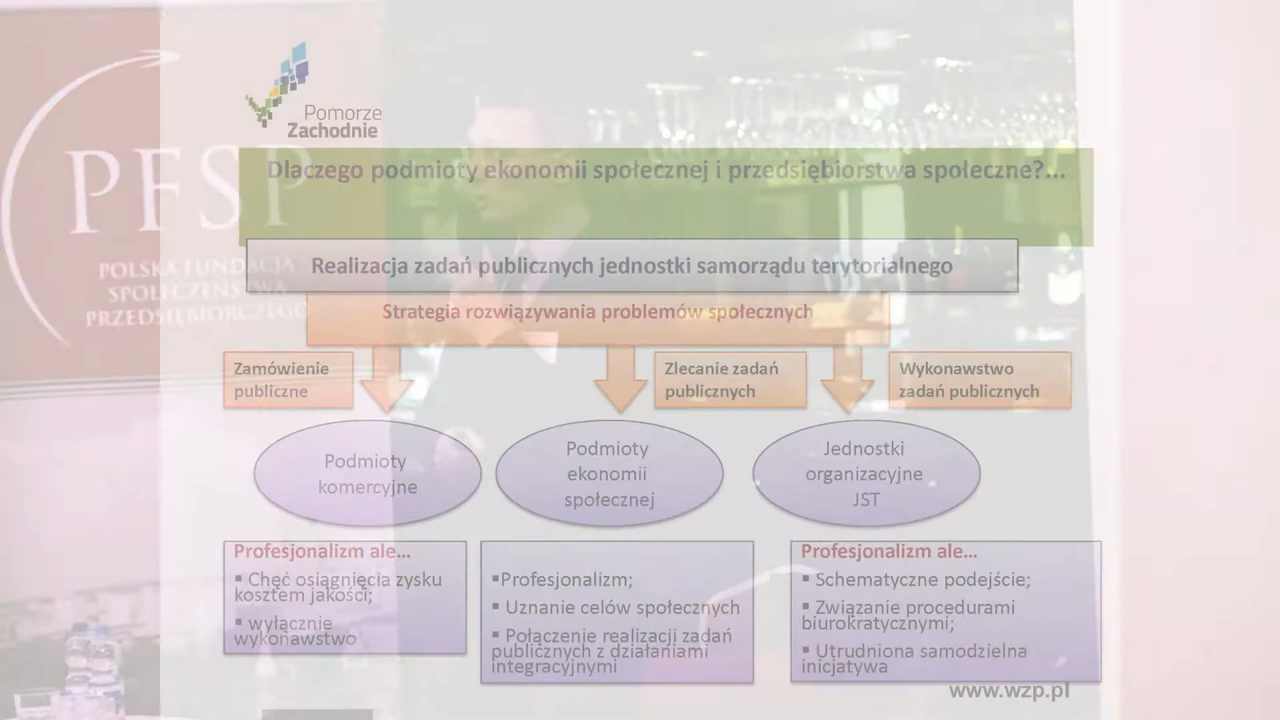 Pomorze
Zachodnie
PFSP
POLSKA FUNDACJA
SPOŁECZEŃSTWA
PRZEDSIĘBIORCZEGO
Dlaczego podmioty ekonomii społecznej i przedsiębiorstwa społeczne?...
Realizacja zadań publicznych jednostki samorządu terytorialnego
Strategia rozwiązywania problemów społecznych
Zamówienie
publiczne
Zlecanie zadań
publicznych
Wykonawstwo
zadań publicznych
Podmioty
komercyjne
Podmioty
ekonomii
społecznej
Jednostki
organizacyjne
JST
Profesjonalizm ale...
▪ Chęć osiągnięcia zysku
kosztem jakości;
▪ wyłącznie
wykonawstwo
▪Profesjonalizm;
▪ Uznanie celów społecznych
▪ Połączenie realizacji zadań
publicznych z działaniami
integracyjnymi
Profesjonalizm ale...
▪ Schematyczne podejście;
▪ Związanie procedurami
biurokratycznymi;
▪ Utrudniona samodzielna
inicjatywa
www.wzp.pl